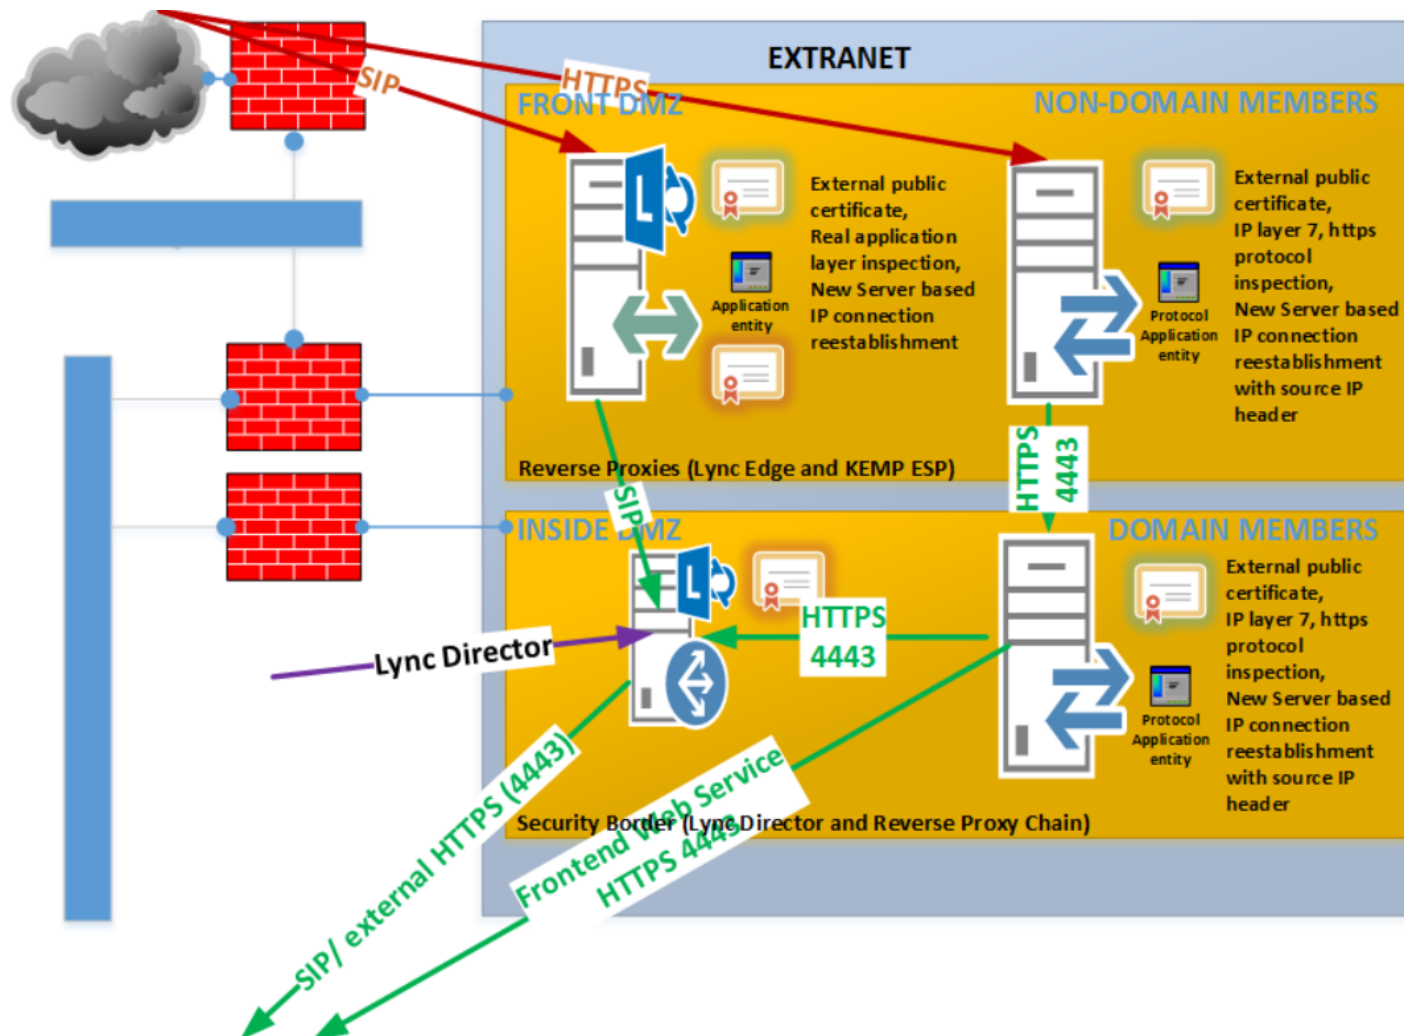 EXTRANET
SIP
HTTPS
FRONT DMZ
NON-DOMAIN MEMBERS
L
External public
certificate,
Real application
layer inspection,
New Server based
IP connection
reestablishment
Application
entity
External public
certificate,
IP layer 7, https
protocol
inspection,
New Server based
IP connection
reestablishment
with source IP
header
Protocol
Application
entity
HTTPS
4443
Reverse Proxies (Lync Edge and KEMP ESP)
SIP
INSIDE DMZ
DOMAIN MEMBERS
L
HTTPS
4443
Lync Director
External public
certificate,
IP layer 7, https
protocol
inspection,
New Server based
IP connection
reestablishment
with source IP
header
Protocol
Application
entity
SIP/ external HTTPS (4443)
Frontend Web Service
HTTPS 4443
Security Border (Lync Director and Reverse Proxy Chain)